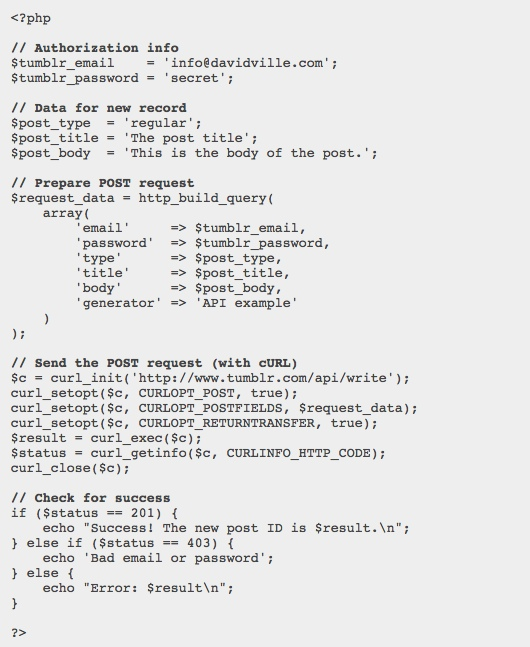 <?php
// Authorization info
$tumblr_email    = 'info@davidville.com';
$tumblr_password = 'secret';
// Data for new record
$post_type  = 'regular';
$post_title = 'The post title';
$post_body  = 'This is the body of the post.';
// Prepare POST request
$request_data = http_build_query(
    array(
        'email'     => $tumblr_email,
        'password'  => $tumblr_password,
        'type'      => $post_type,
        'title'     => $post_title,
        'body'      => $post_body,
        'generator' => 'API example'
    )
);
// Send the POST request (with cURL)
$c = curl_init('http://www.tumblr.com/api/write');
curl_setopt($c, CURLOPT_POST, true);
curl_setopt($c, CURLOPT_POSTFIELDS, $request_data);
curl_setopt($c, CURLOPT_RETURNTRANSFER, true);
$result = curl_exec($c);
$status = curl_getinfo($c, CURLINFO_HTTP_CODE);
curl_close($c);
// Check for success
if ($status == 201) {
    echo "Success! The new post ID is $result.\n";
} else if ($status == 403) {
    echo 'Bad email or password';
} else {
    echo "Error: $result\n";
}
?>